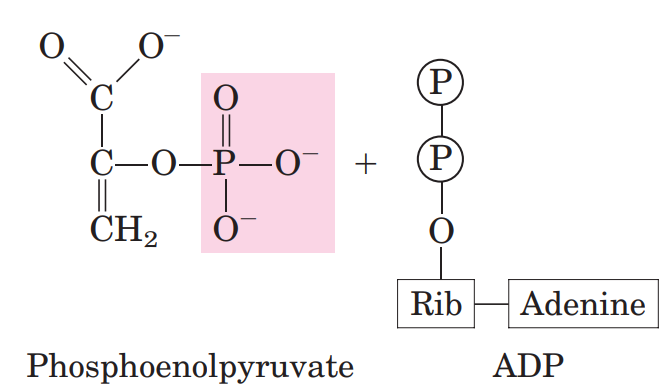 O O⁻
C O P
C—O—P—O⁻ + P
CH₂ O⁻ O
Rib Adenine
Phosphoenolpyruvate ADP